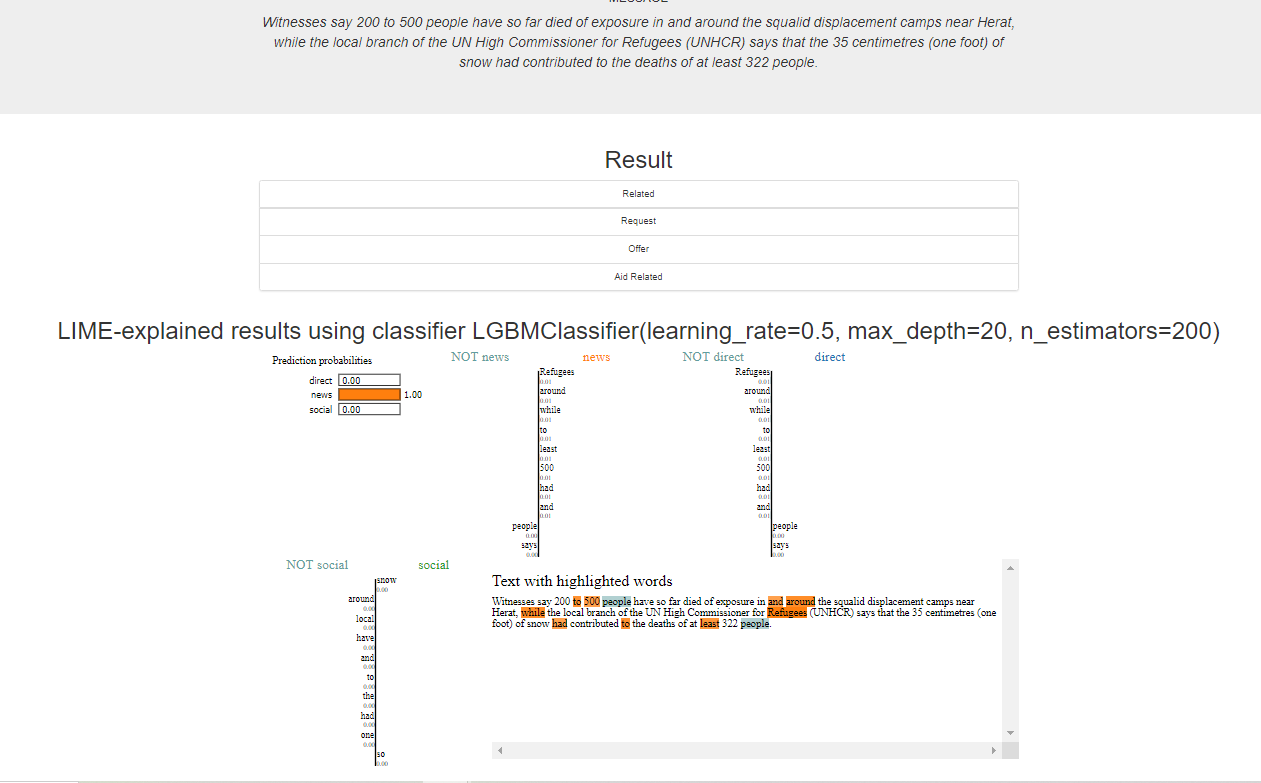 MESSAGE
Witnesses say 200 to 500 people have so far died of exposure in and around the squalid displacement camps near Herat,
while the local branch of the UN High Commissioner for Refugees (UNHCR) says that the 35 centimetres (one foot) of
snow had contributed to the deaths of at least 322 people.
Result
Related
Request
Offer
Aid Related
LIME-explained results using classifier LGBMClassifier(learning_rate=0.5, max_depth=20, n_estimators=200)
Prediction probabilities
direct 0.00
news 1.00
social 0.00
NOT news news
Refugees
0.01
around
0.01
while
0.01
to
0.01
least
0.01
500
0.01
had
0.01
and
0.01
people
0.00
says
0.00
NOT direct direct
Refugees
0.01
around
0.01
while
0.01
to
0.01
least
0.01
500
0.01
had
0.01
and
0.01
people
0.00
says
0.00
NOT social social
snow
0.00
around
0.00
local
0.00
have
0.00
and
0.00
to
0.00
the
0.00
had
0.00
one
0.00
so
0.00
Text with highlighted words
Witnesses say 200 to 500 people have so far died of exposure in and around the squalid displacement camps near
Herat, while the local branch of the UN High Commissioner for Refugees (UNHCR) says that the 35 centimetres (one
foot) of snow had contributed to the deaths of at least 322 people.